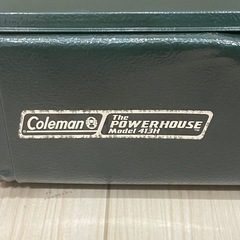 Coleman
The
POWERHOUSE
Model 413H